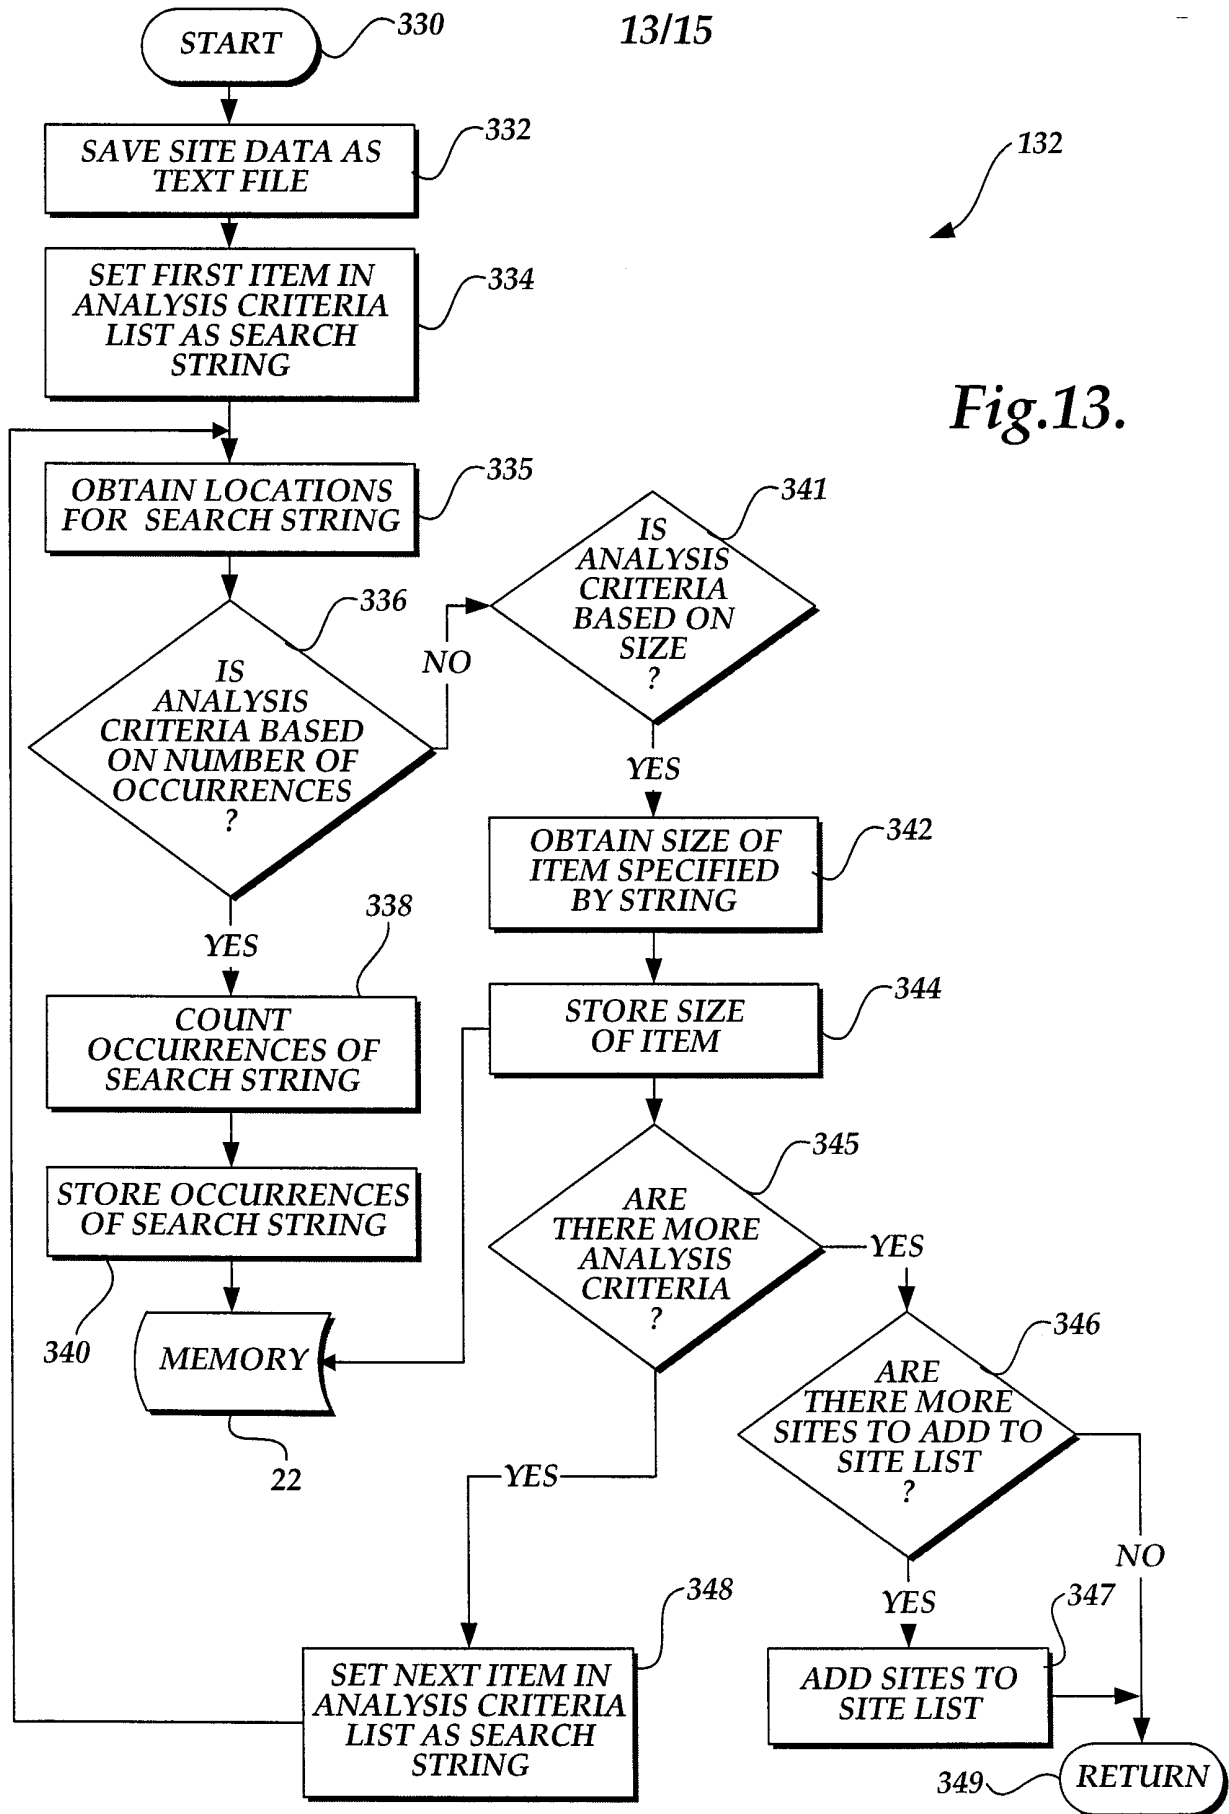 13/15
START
330
SAVE SITE DATA AS
TEXT FILE
332
132
SET FIRST ITEM IN
ANALYSIS CRITERIA
LIST AS SEARCH
STRING
334
Fig.13.
OBTAIN LOCATIONS
FOR SEARCH STRING
335
IS
ANALYSIS
CRITERIA BASED
ON NUMBER OF
OCCURRENCES
?
336
NO
IS
ANALYSIS
CRITERIA
BASED ON
SIZE
?
341
YES
OBTAIN SIZE OF
ITEM SPECIFIED
BY STRING
342
YES
338
COUNT
OCCURRENCES OF
SEARCH STRING
STORE SIZE
OF ITEM
344
STORE OCCURRENCES
OF SEARCH STRING
340
MEMORY
22
ARE
THERE MORE
ANALYSIS
CRITERIA
?
345
YES
ARE
THERE MORE
SITES TO ADD TO
SITE LIST
?
346
YES
NO
YES
347
ADD SITES TO
SITE LIST
348
SET NEXT ITEM IN
ANALYSIS CRITERIA
LIST AS SEARCH
STRING
349
RETURN